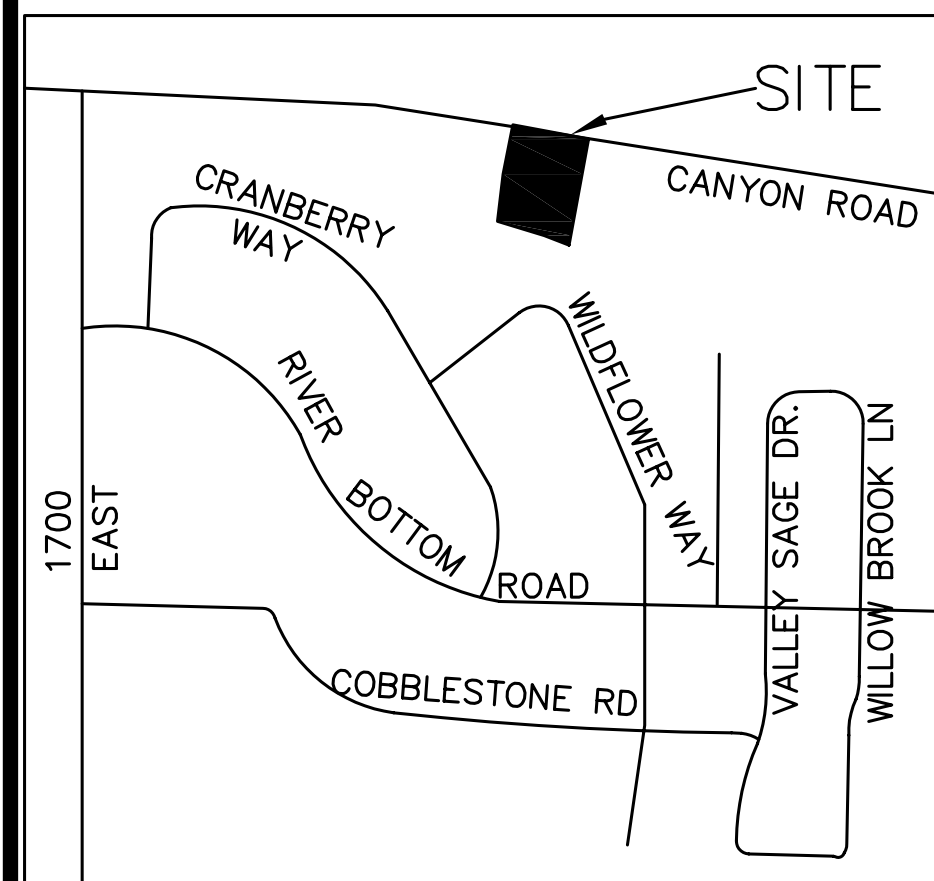 SITE
CANYON ROAD
CRANBERRY
WAY
WILDFLOWER WAY
RIVER
BOTTOM
ROAD
1700
EAST
VALLEY SAGE DR.
WILLOW BROOK LN
COBBLESTONE RD